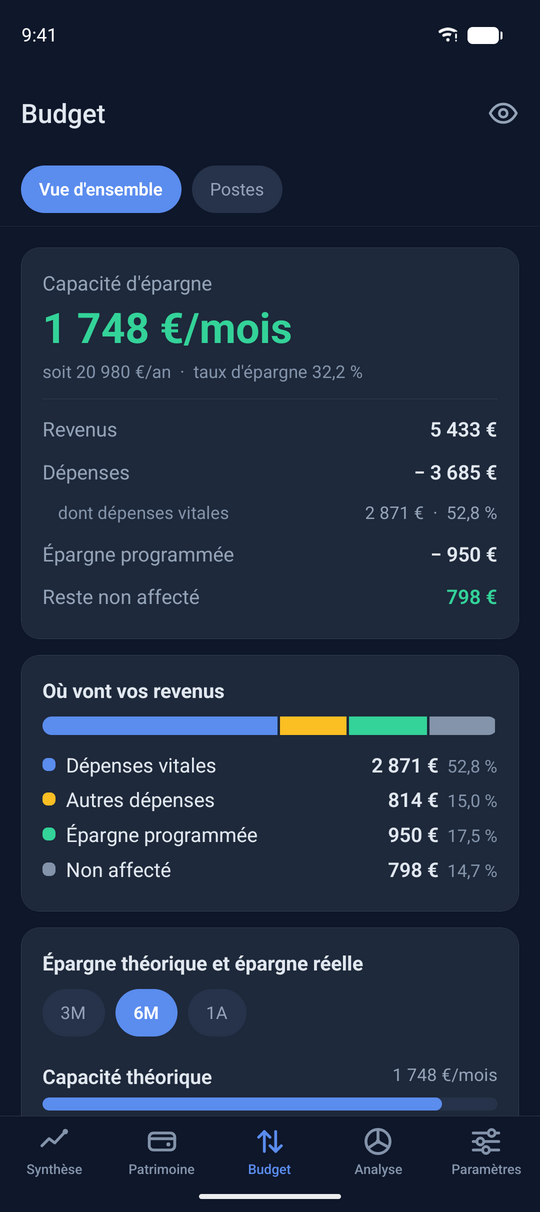 9:41
Budget
Vue d'ensemble
Postes
Capacité d'épargne
1 748 €/mois
soit 20 980 €/an · taux d'épargne 32,2 %
Revenus 5 433 €
Dépenses − 3 685 €
dont dépenses vitales 2 871 € · 52,8 %
Épargne programmée − 950 €
Reste non affecté 798 €
Où vont vos revenus
Dépenses vitales 2 871 € 52,8 %
Autres dépenses 814 € 15,0 %
Épargne programmée 950 € 17,5 %
Non affecté 798 € 14,7 %
Épargne théorique et épargne réelle
3M 6M 1A
Capacité théorique 1 748 €/mois
Synthèse Patrimoine Budget Analyse Paramètres